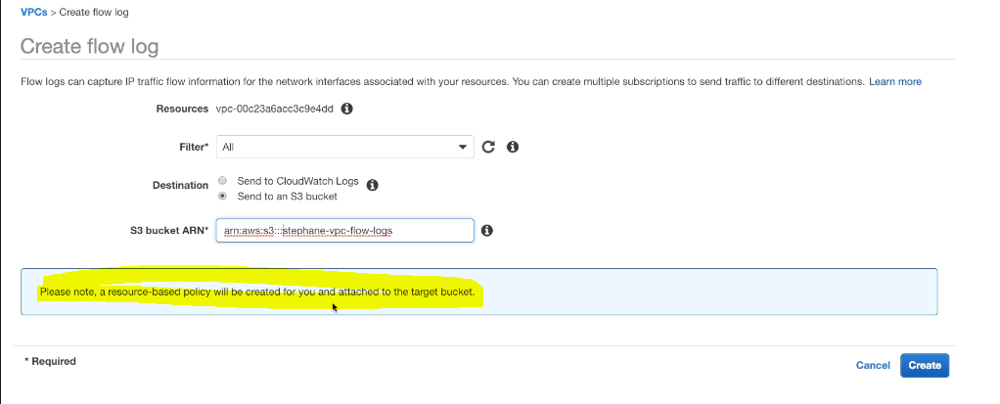 VPCs > Create flow log
Create flow log
Flow logs can capture IP traffic flow information for the network interfaces associated with your resources. You can create multiple subscriptions to send traffic to different destinations. Learn more
Resources vpc-00c23a6acc3c9e4dd
Filter* All
Destination Send to CloudWatch Logs
Send to an S3 bucket
S3 bucket ARN* arn:aws:s3:::stephane-vpc-flow-logs
Please note, a resource-based policy will be created for you and attached to the target bucket.
* Required
Cancel Create